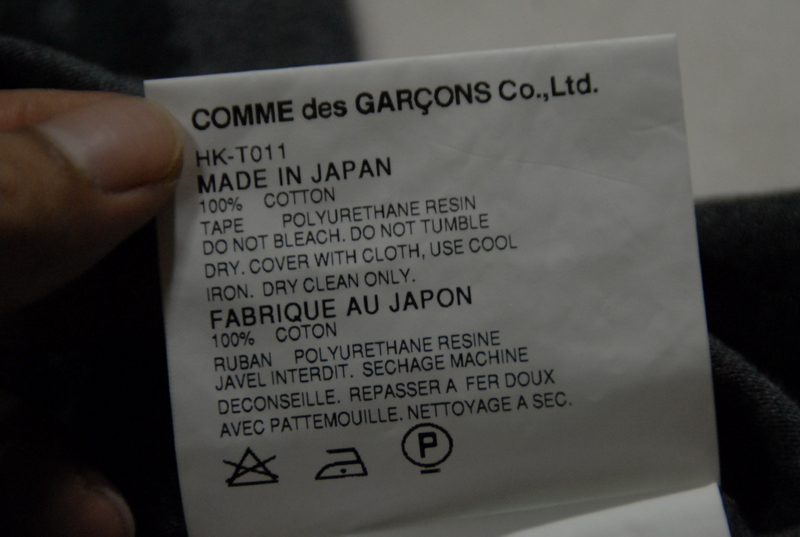 COMME des GARÇONS Co.,Ltd.
HK-T011
MADE IN JAPAN
100% COTTON
TAPE POLYURETHANE RESIN
DO NOT BLEACH. DO NOT TUMBLE
DRY. COVER WITH CLOTH, USE COOL
IRON. DRY CLEAN ONLY.
FABRIQUE AU JAPON
100% COTON
RUBAN POLYURETHANE RESINE
JAVEL INTERDIT. SECHAGE MACHINE
DECONSEILLE. REPASSER A FER DOUX
AVEC PATTEMOUILLE. NETTOYAGE A SEC.
P